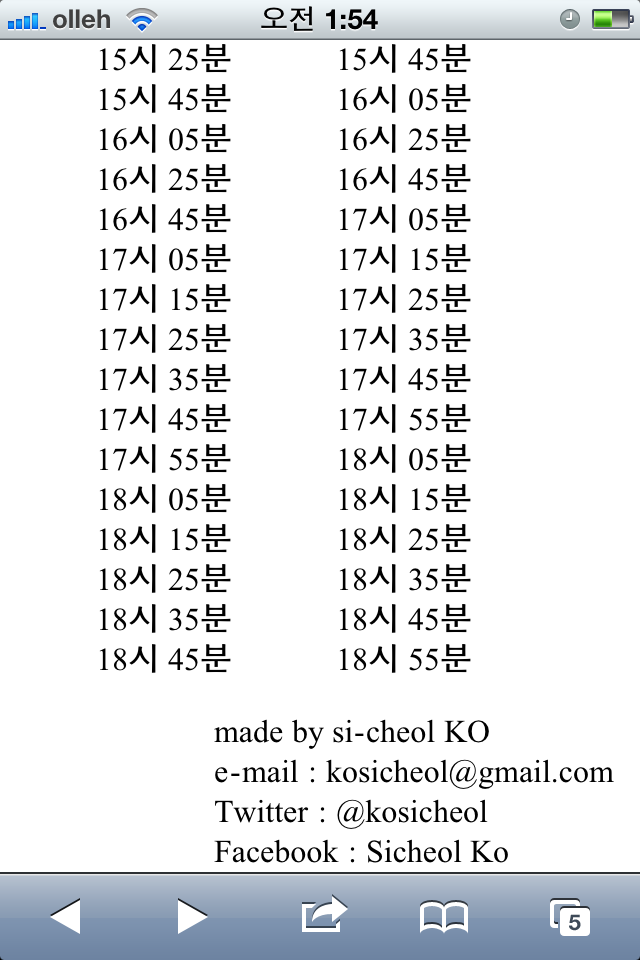 olleh 오전 1:54
15시 25분 15시 45분
15시 45분 16시 05분
16시 05분 16시 25분
16시 25분 16시 45분
16시 45분 17시 05분
17시 05분 17시 15분
17시 15분 17시 25분
17시 25분 17시 35분
17시 35분 17시 45분
17시 45분 17시 55분
17시 55분 18시 05분
18시 05분 18시 15분
18시 15분 18시 25분
18시 25분 18시 35분
18시 35분 18시 45분
18시 45분 18시 55분
made by si-cheol KO
e-mail : kosicheol@gmail.com
Twitter : @kosicheol
Facebook : Sicheol Ko
5